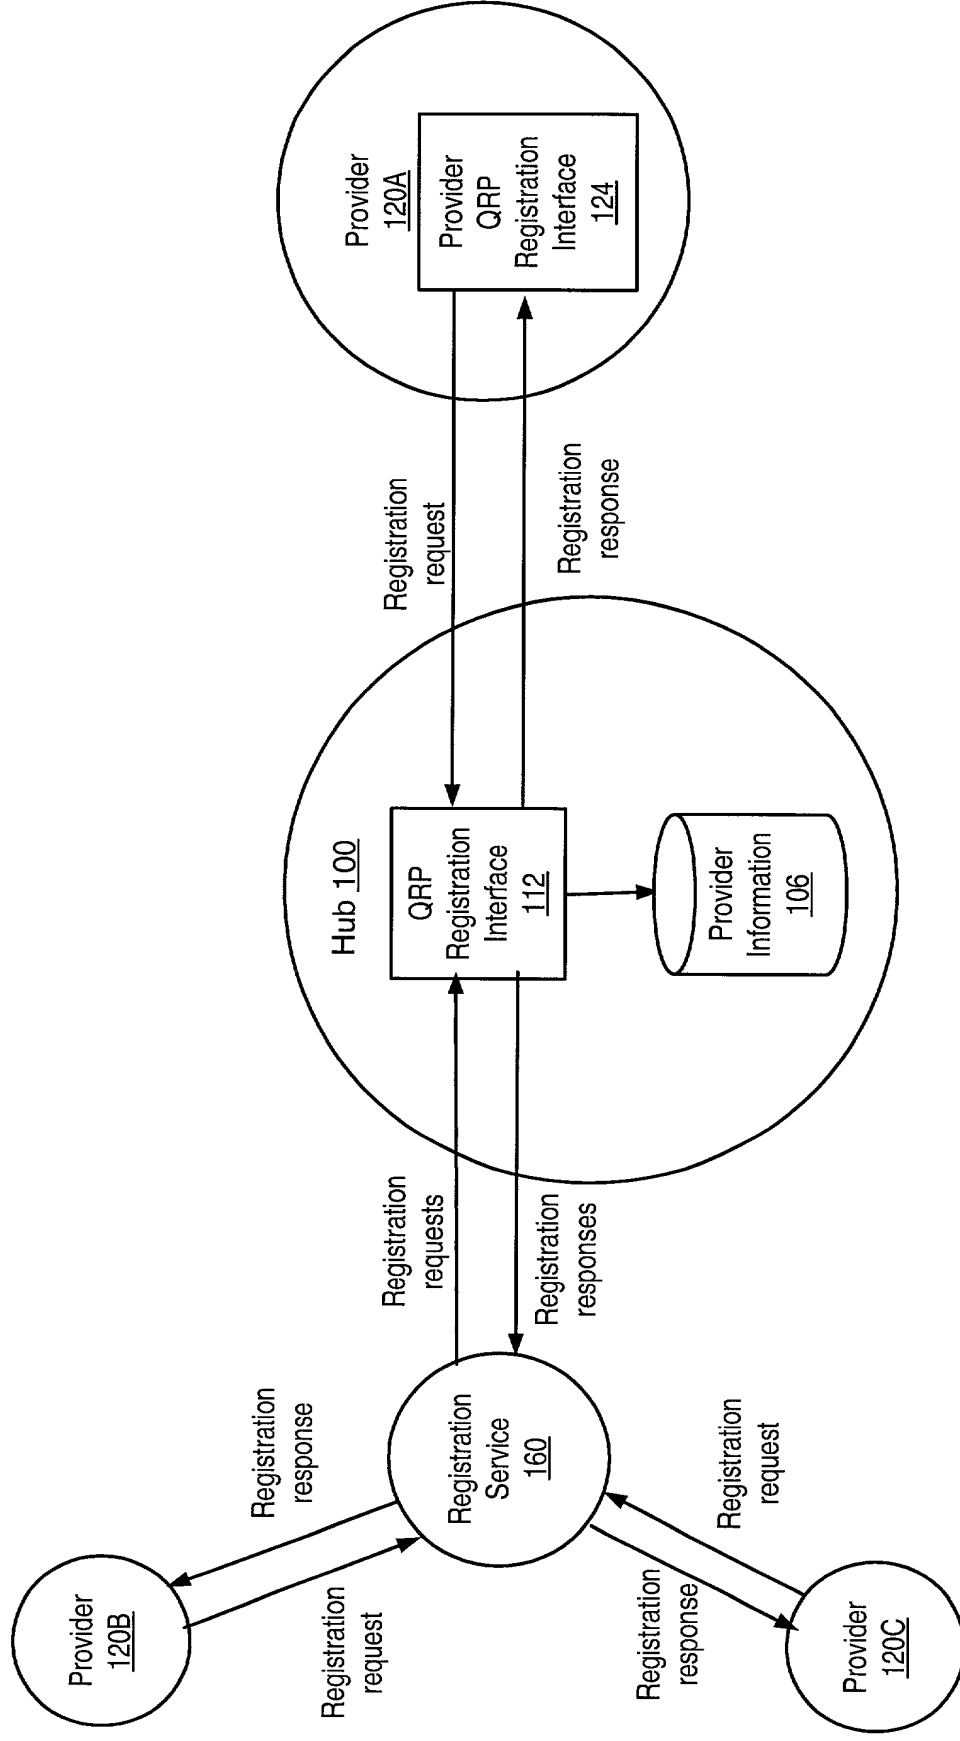 Provider
120B
Registration
response
Registration
request
Registration
Service
160
Registration
response
Registration
request
Provider
120C
Registration
requests
Registration
responses
Hub 100
QRP
Registration
Interface
112
Provider
Information
106
Registration
request
Registration
response
Provider
120A
Provider
QRP
Registration
Interface
124